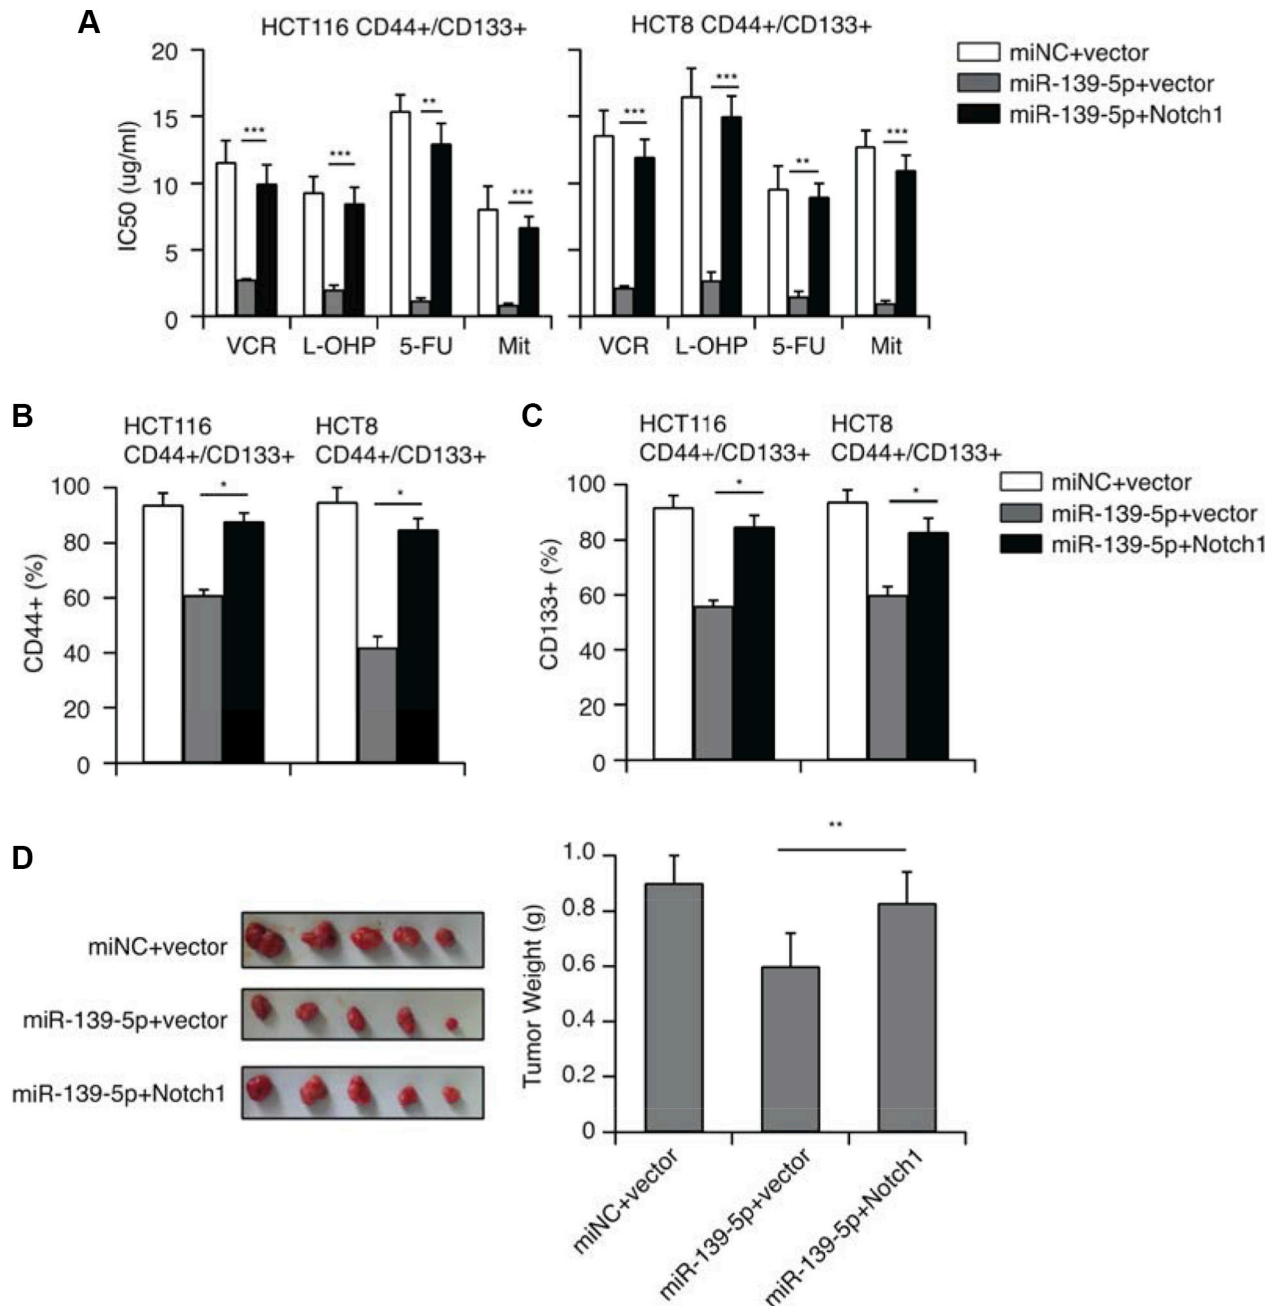 A
HCT116 CD44+/CD133+
HCT8 CD44+/CD133+
miNC+vector
miR-139-5p+vector
miR-139-5p+Notch1
IC50 (ug/ml)
20
15
10
5
0
*** *** ** ***
*** *** ** ***
VCR L-OHP 5-FU Mit
VCR L-OHP 5-FU Mit
B
HCT116
CD44+/CD133+
HCT8
CD44+/CD133+
CD44+ (%)
100
80
60
40
20
0
* *
C
HCT116
CD44+/CD133+
HCT8
CD44+/CD133+
miNC+vector
miR-139-5p+vector
miR-139-5p+Notch1
CD133+ (%)
100
80
60
40
20
0
* *
D
miNC+vector
miR-139-5p+vector
miR-139-5p+Notch1
Tumor Weight (g)
1.0
0.8
0.6
0.4
0.2
0
**
miNC+vector
miR-139-5p+vector
miR-139-5p+Notch1